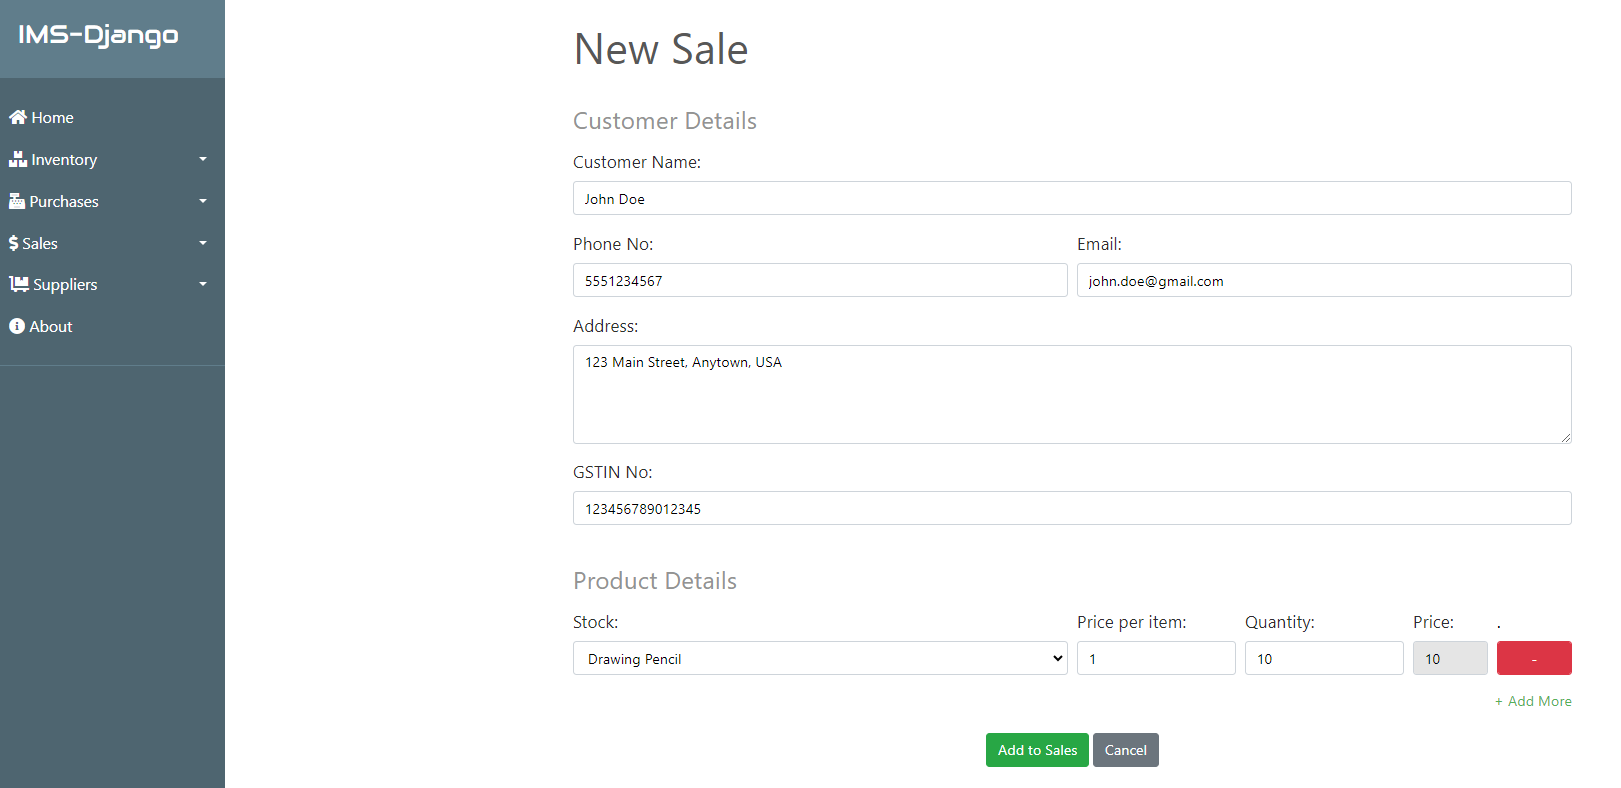 IMS-Django
Home
Inventory
Purchases
Sales
Suppliers
About
New Sale
Customer Details
Customer Name:
John Doe
Phone No: Email:
5551234567 john.doe@gmail.com
Address:
123 Main Street, Anytown, USA
GSTIN No:
123456789012345
Product Details
Stock: Price per item: Quantity: Price: .
Drawing Pencil 1 10 10 -
+ Add More
Add to Sales Cancel